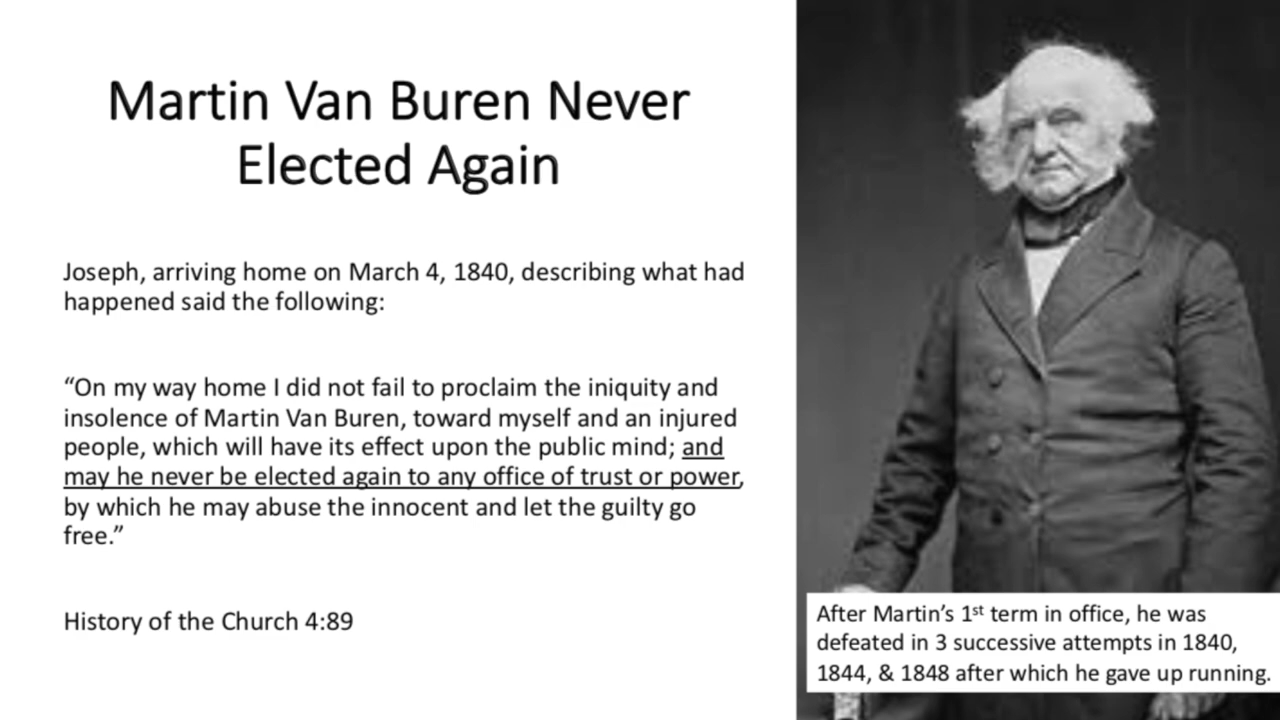 Martin Van Buren Never
Elected Again
Joseph, arriving home on March 4, 1840, describing what had
happened said the following:
“On my way home I did not fail to proclaim the iniquity and
insolence of Martin Van Buren, toward myself and an injured
people, which will have its effect upon the public mind; and
may he never be elected again to any office of trust or power,
by which he may abuse the innocent and let the guilty go
free.”
History of the Church 4:89
After Martin’s 1st term in office, he was
defeated in 3 successive attempts in 1840,
1844, & 1848 after which he gave up running.